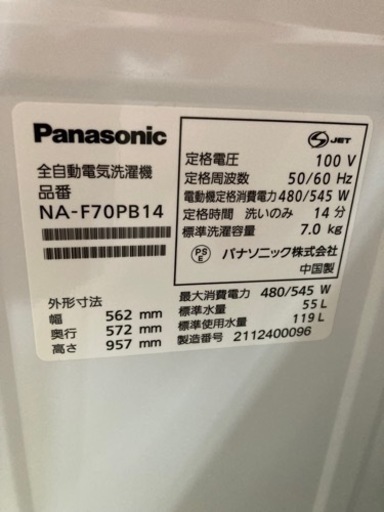 Panasonic
全自動電気洗濯機
品番
NA-F70PB14
外形寸法
幅 562 mm
奥行 572 mm
高さ 957 mm
S JET
定格電圧 100 V
定格周波数 50/60 Hz
電動機定格消費電力 480/545 W
定格時間 洗いのみ 14 分
標準洗濯容量 7.0 kg
PS
E
パナソニック株式会社
中国製
最大消費電力 480/545 W
標準水量 55 L
標準使用水量 119 L
製造番号 2112400096